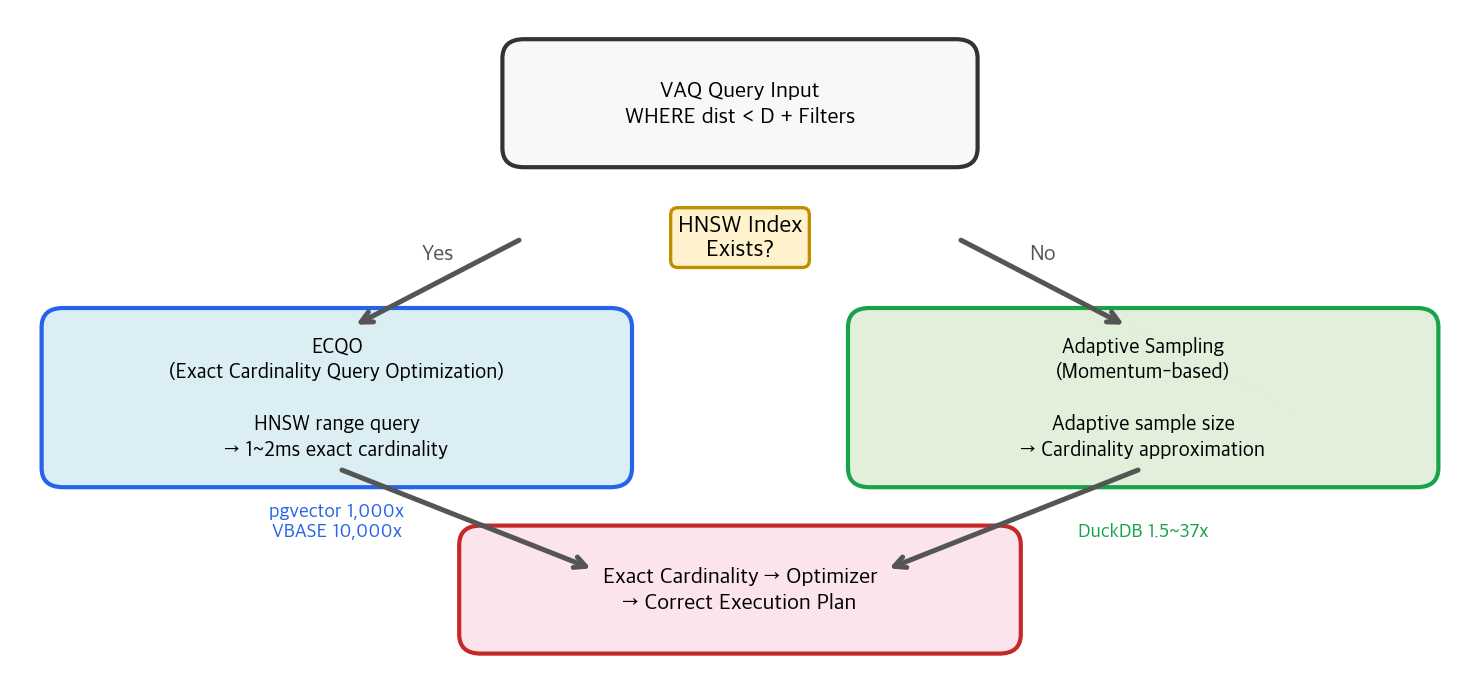 VAQ Query Input
WHERE dist < D + Filters
HNSW Index
Exists?
Yes
No
ECQO
(Exact Cardinality Query Optimization)
HNSW range query
→ 1~2ms exact cardinality
Adaptive Sampling
(Momentum-based)
Adaptive sample size
→ Cardinality approximation
pgvector 1,000x
VBASE 10,000x
DuckDB 1.5~37x
Exact Cardinality → Optimizer
→ Correct Execution Plan